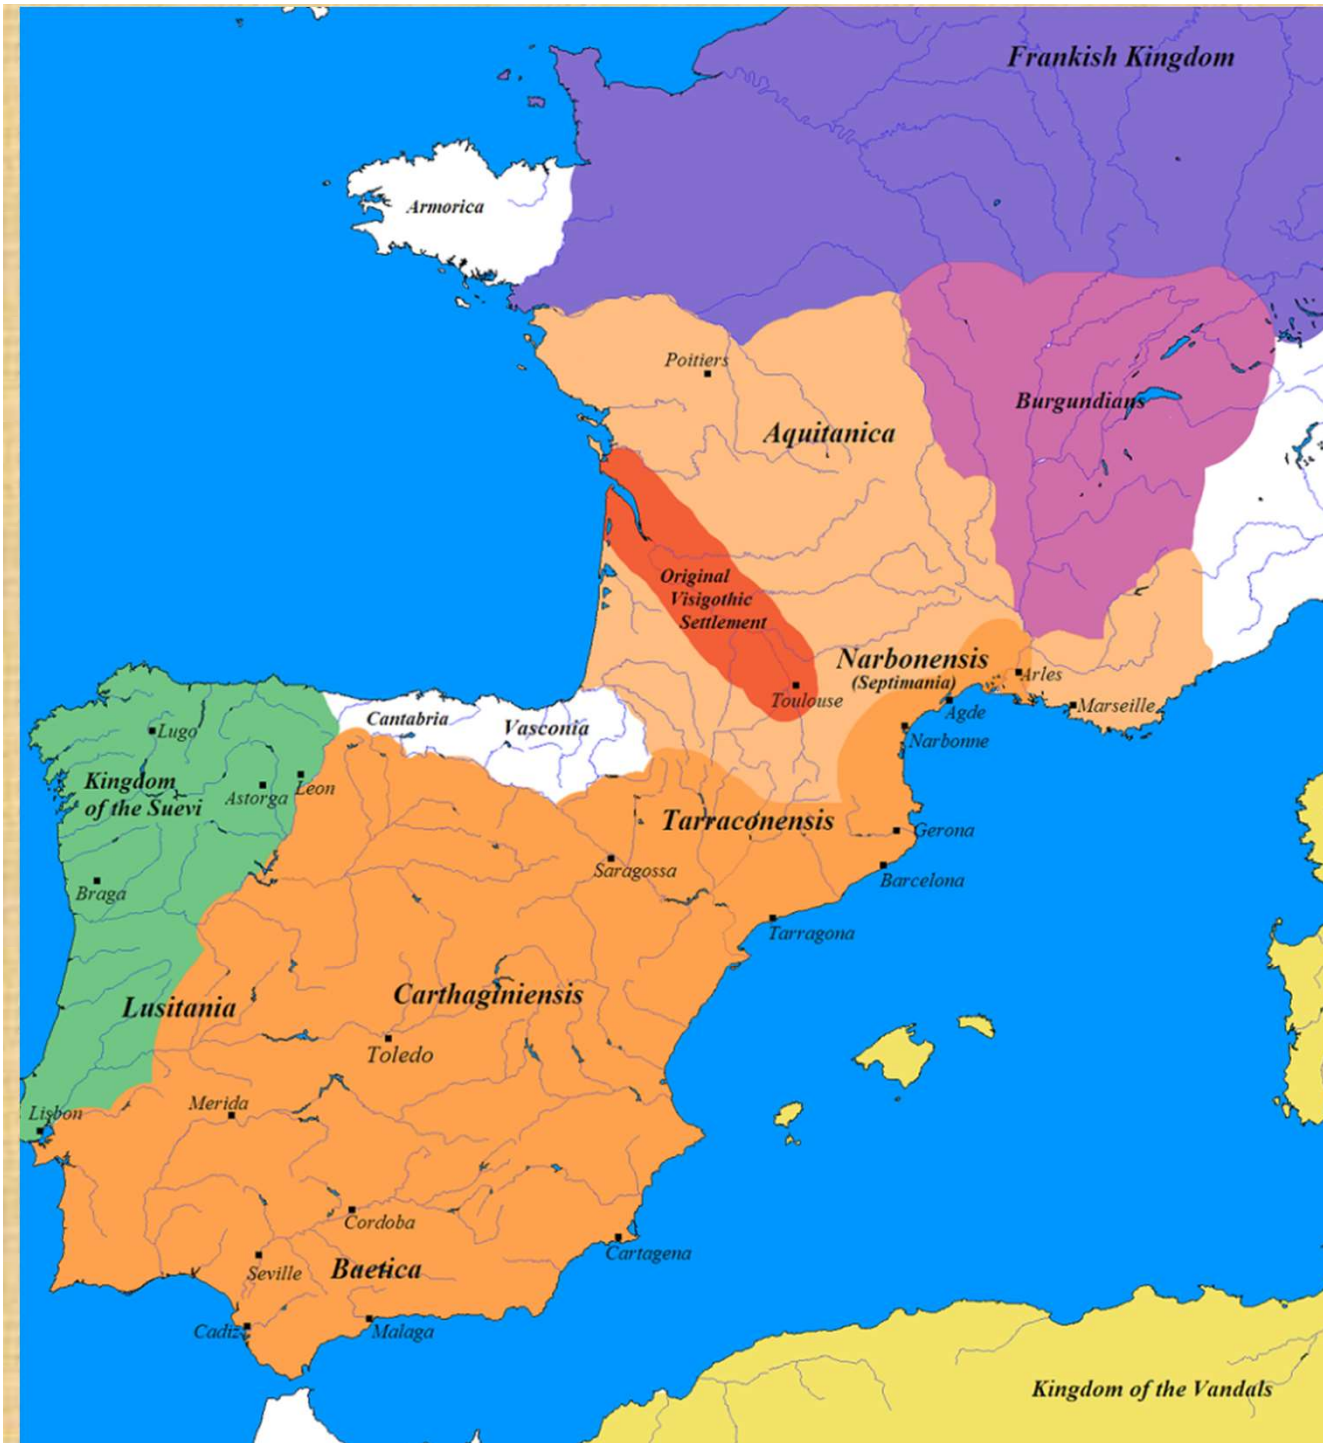 Frankish Kingdom
Armorica
Poitiers
Burgundians
Aquitanica
Original
Visigothic
Settlement
Narbonensis
(Septimania)
Arles
Toulouse
Agde
Marseille
Cantabria
Vasconia
Narbonne
Lugo
Kingdom
of the Suevi
Astorga
Leon
Tarraconensis
Gerona
Saragossa
Barcelona
Braga
Tarragona
Lusitania
Carthaginiensis
Toledo
Merida
Lisbon
Cordoba
Cartagena
Seville
Baetica
Cadiz
Malaga
Kingdom of the Vandals